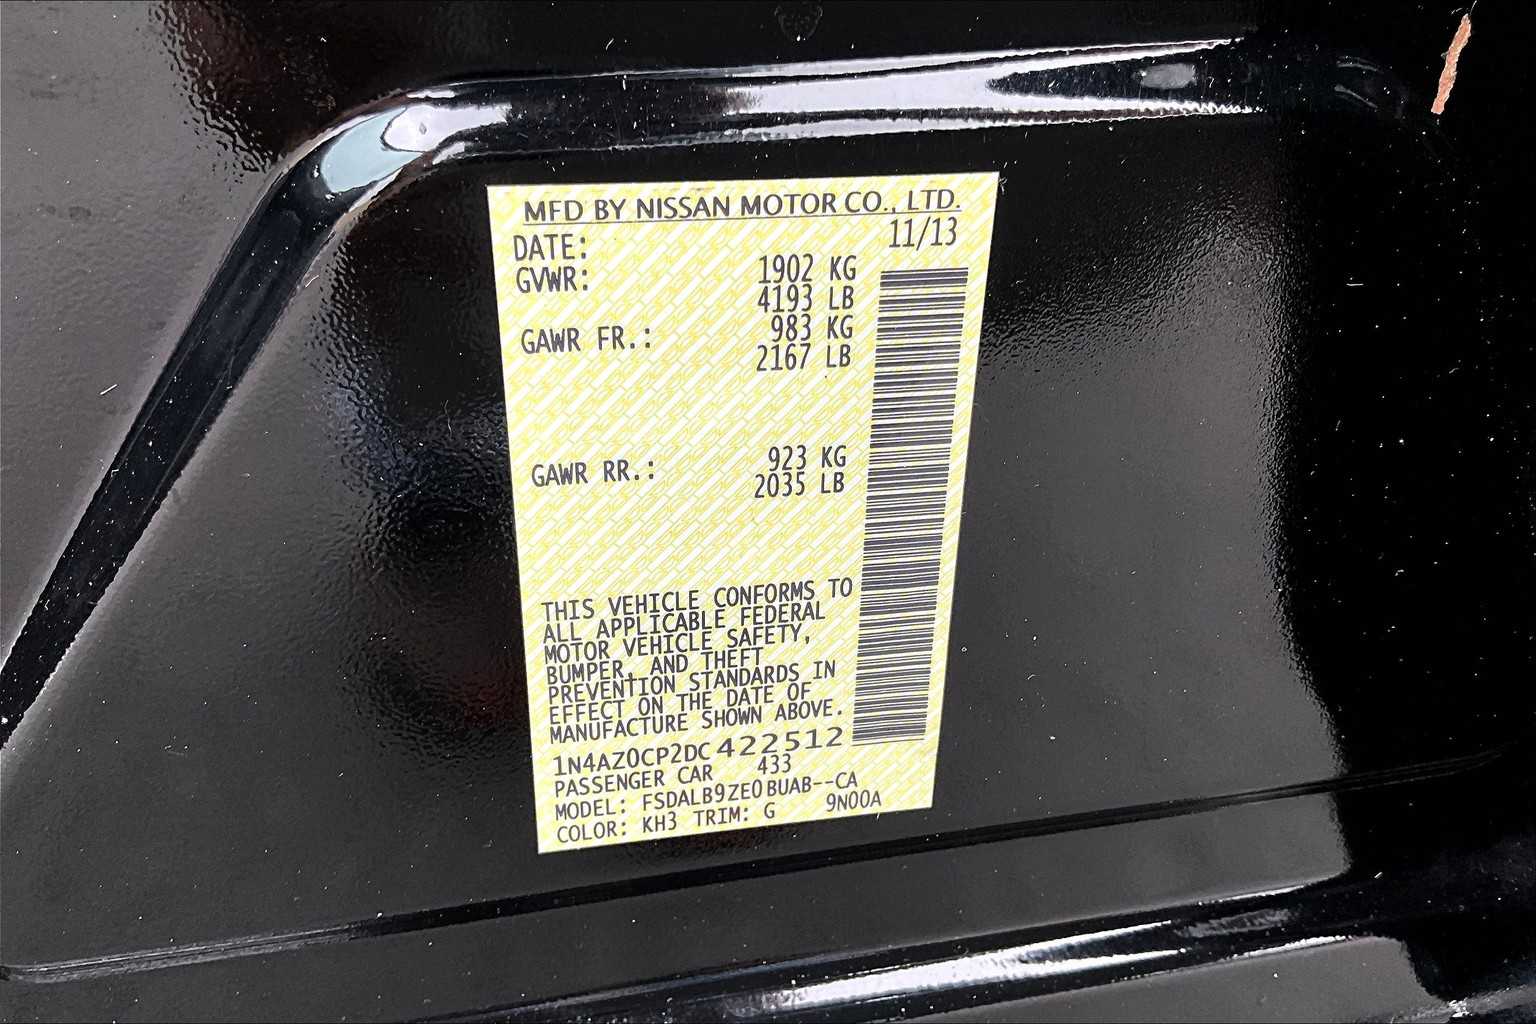 MFD BY NISSAN MOTOR CO., LTD.
DATE: 11/13
GVWR: 1902 KG
4193 LB
GAWR FR.: 983 KG
2167 LB
GAWR RR.: 923 KG
2035 LB
THIS VEHICLE CONFORMS TO
ALL APPLICABLE FEDERAL
MOTOR VEHICLE SAFETY,
BUMPER, AND THEFT
PREVENTION STANDARDS IN
EFFECT ON THE DATE OF
MANUFACTURE SHOWN ABOVE.
1N4AZ0CP2DC422512
PASSENGER CAR 433
MODEL: FSDALB9ZE0BUAB--CA
COLOR: KH3 TRIM: G 9N00A